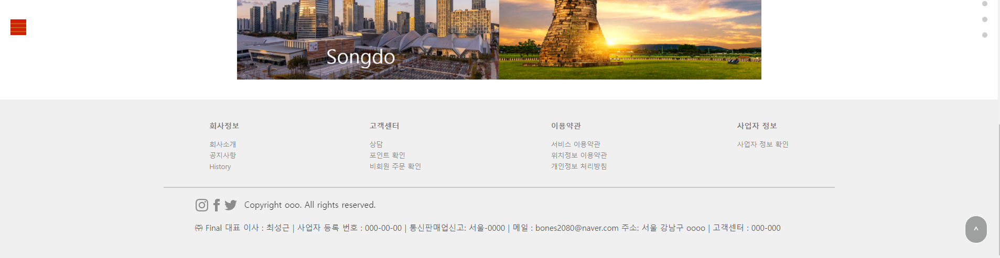 Songdo
회사정보
회사소개
공지사항
History
고객센터
상담
포인트 확인
비회원 주문 확인
이용약관
서비스 이용약관
위치정보 이용약관
개인정보 처리방침
사업자 정보
사업자 정보 확인
Copyright ooo. All rights reserved.
㈜ Final 대표 이사 : 최성근 | 사업자 등록 번호 : 000-00-00 | 통신판매업신고: 서울-0000 | 메일 : bones2080@naver.com 주소: 서울 강남구 oooo | 고객센터 : 000-000
^